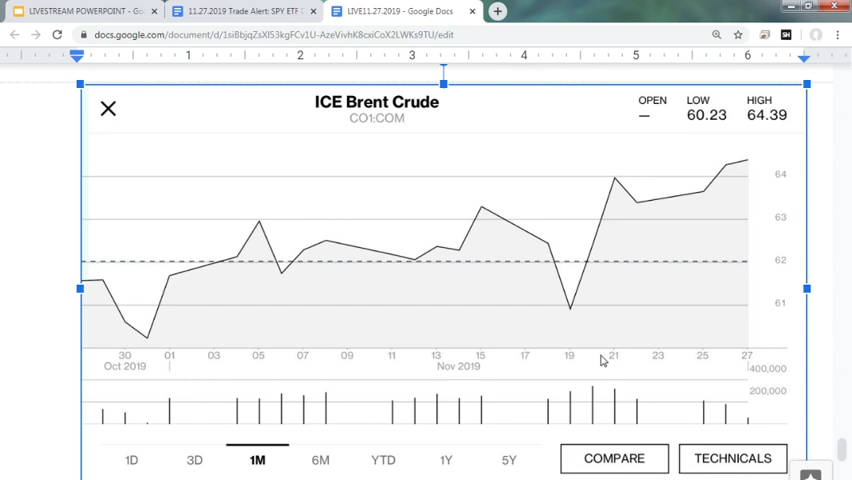 LIVESTREAM POWERPOINT - Go
11.27.2019 Trade Alert: SPY ETF (
LIVE11.27.2019 - Google Docs
docs.google.com/document/d/1siBbjqZsXl53kgFCv1U-AzeVivhK8cxiCoX2LWKs9TU/edit
1 2 3 4 5 6
ICE Brent Crude
CO1:COM
OPEN LOW HIGH
— 60.23 64.39
64
63
62
61
30 01 03 05 07 09 11 13 15 17 19 21 23 25 27
Oct 2019 Nov 2019
400,000
200,000
1D 3D 1M 6M YTD 1Y 5Y COMPARE TECHNICALS